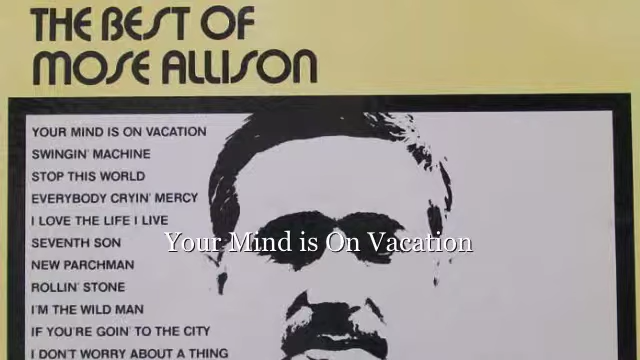 THE BEST OF
MOSE ALLISON
YOUR MIND IS ON VACATION
SWINGIN' MACHINE
STOP THIS WORLD
EVERYBODY CRYIN' MERCY
I LOVE THE LIFE I LIVE
SEVENTH SON
Your Mind is On Vacation
NEW PARCHMAN
ROLLIN' STONE
I'M THE WILD MAN
IF YOU'RE GOIN' TO THE CITY
I DON'T WORRY ABOUT A THING